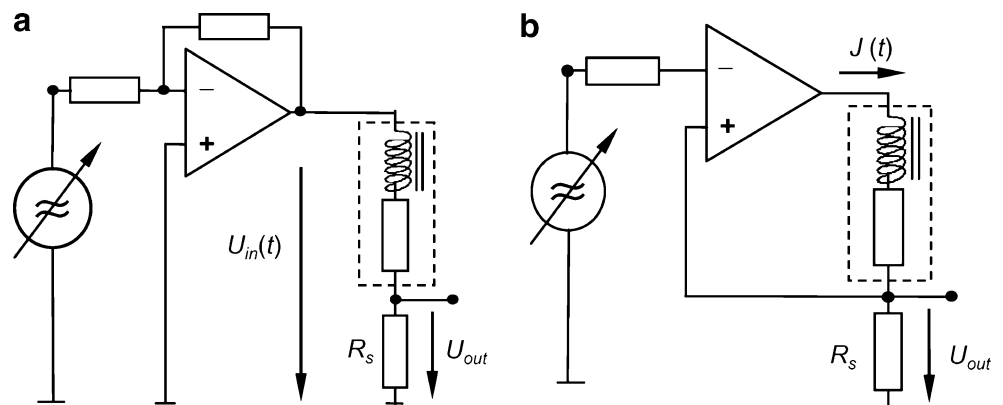 a
b
J (t)
−
+
−
+
≈
≈
U_in(t)
R_s
U_out
R_s
U_out